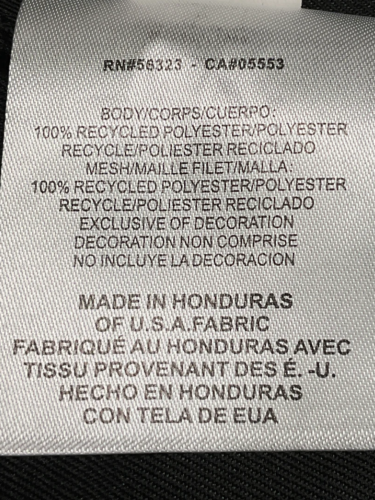 RN#56323 - CA#05553
BODY/CORPS/CUERPO:
100% RECYCLED POLYESTER/POLYESTER
RECYCLE/POLIESTER RECICLADO
MESH/MAILLE FILET/MALLA:
100% RECYCLED POLYESTER/POLYESTER
RECYCLE/POLIESTER RECICLADO
EXCLUSIVE OF DECORATION
DECORATION NON COMPRISE
NO INCLUYE LA DECORACION
MADE IN HONDURAS
OF U.S.A.FABRIC
FABRIQUÉ AU HONDURAS AVEC
TISSU PROVENANT DES É. -U.
HECHO EN HONDURAS
CON TELA DE EUA